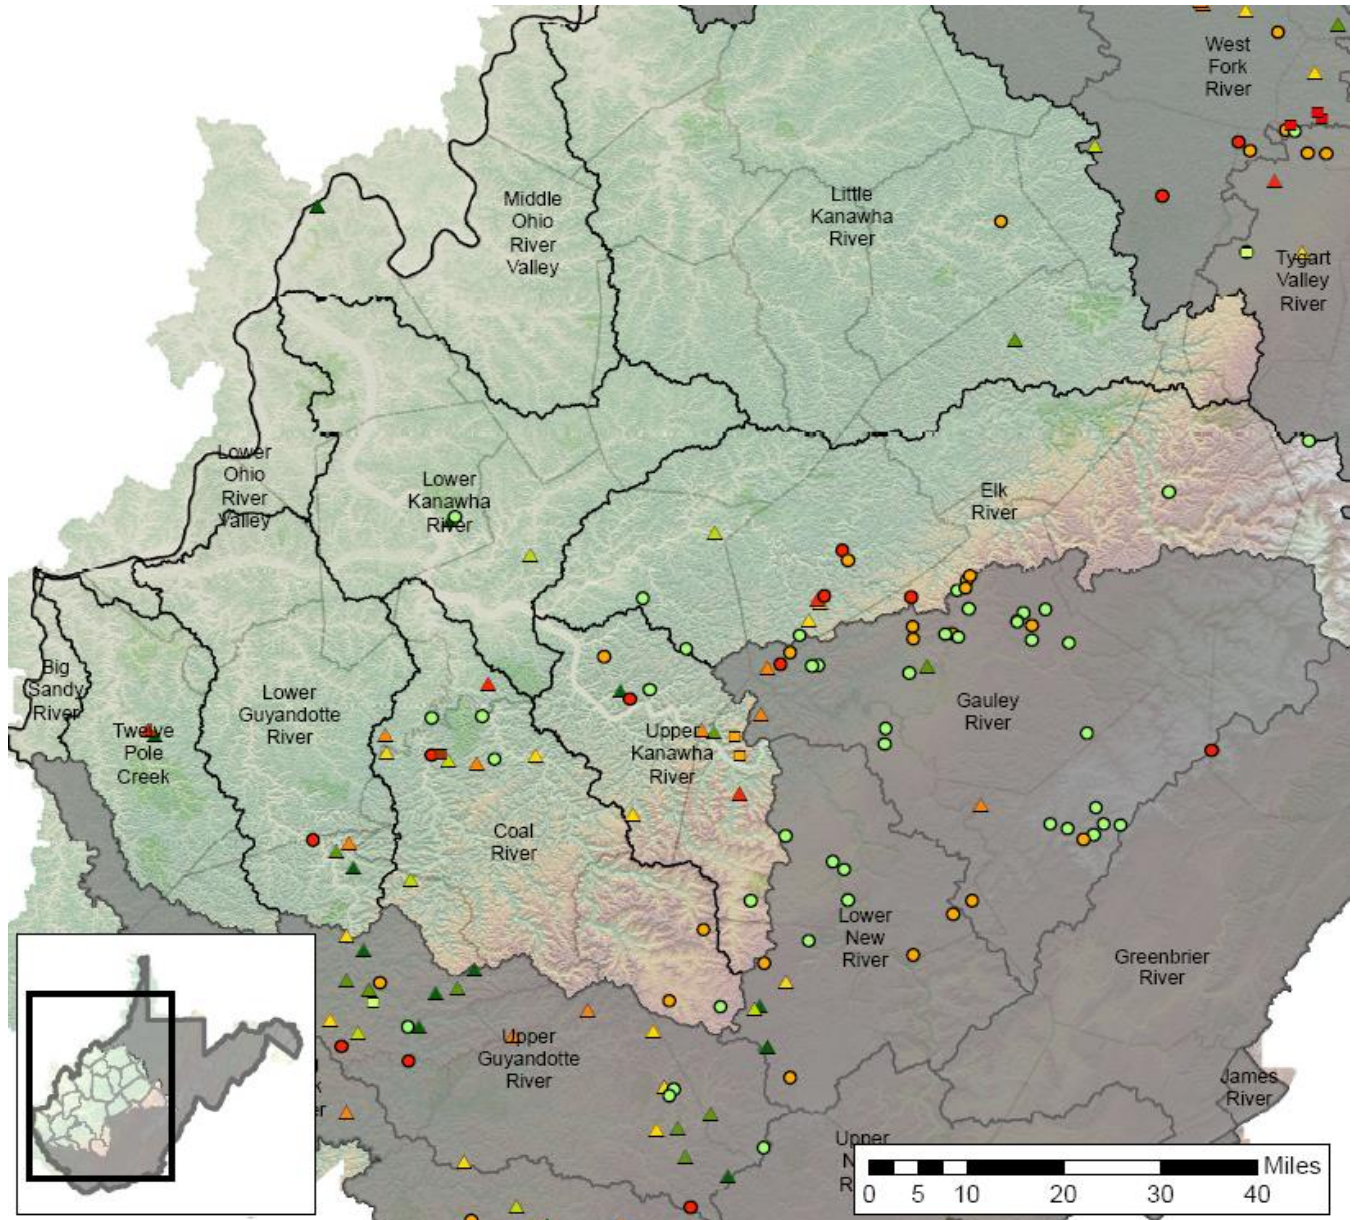 West
Fork
River
Middle
Ohio
River
Valley
Little
Kanawha
River
Tygart
Valley
River
Lower
Ohio
River
Valley
Lower
Kanawha
River
Elk
River
Big
Sandy
River
Lower
Guyandotte
River
Twelve
Pole
Creek
Upper
Kanawha
River
Gauley
River
Coal
River
Lower
New
River
Greenbrier
River
Upper
Guyandotte
River
James
River
Upper
Miles
0 5 10 20 30 40